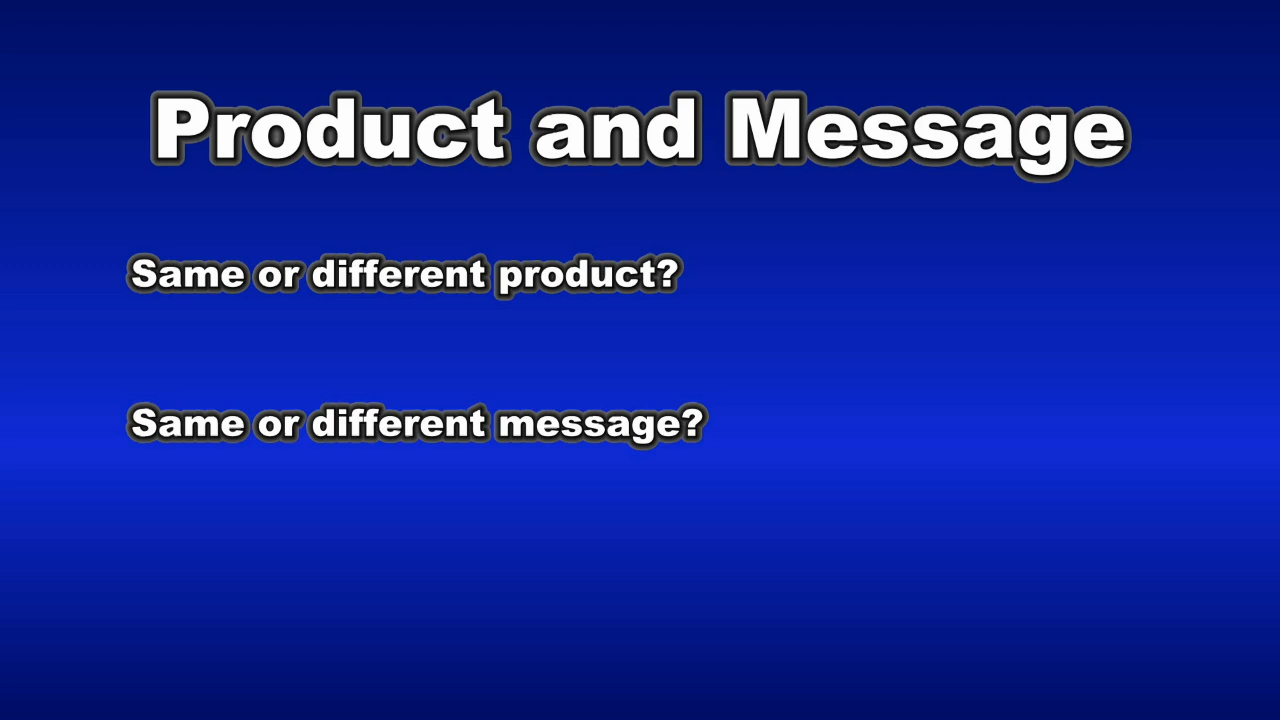 Product and Message
Same or different product?
Same or different message?